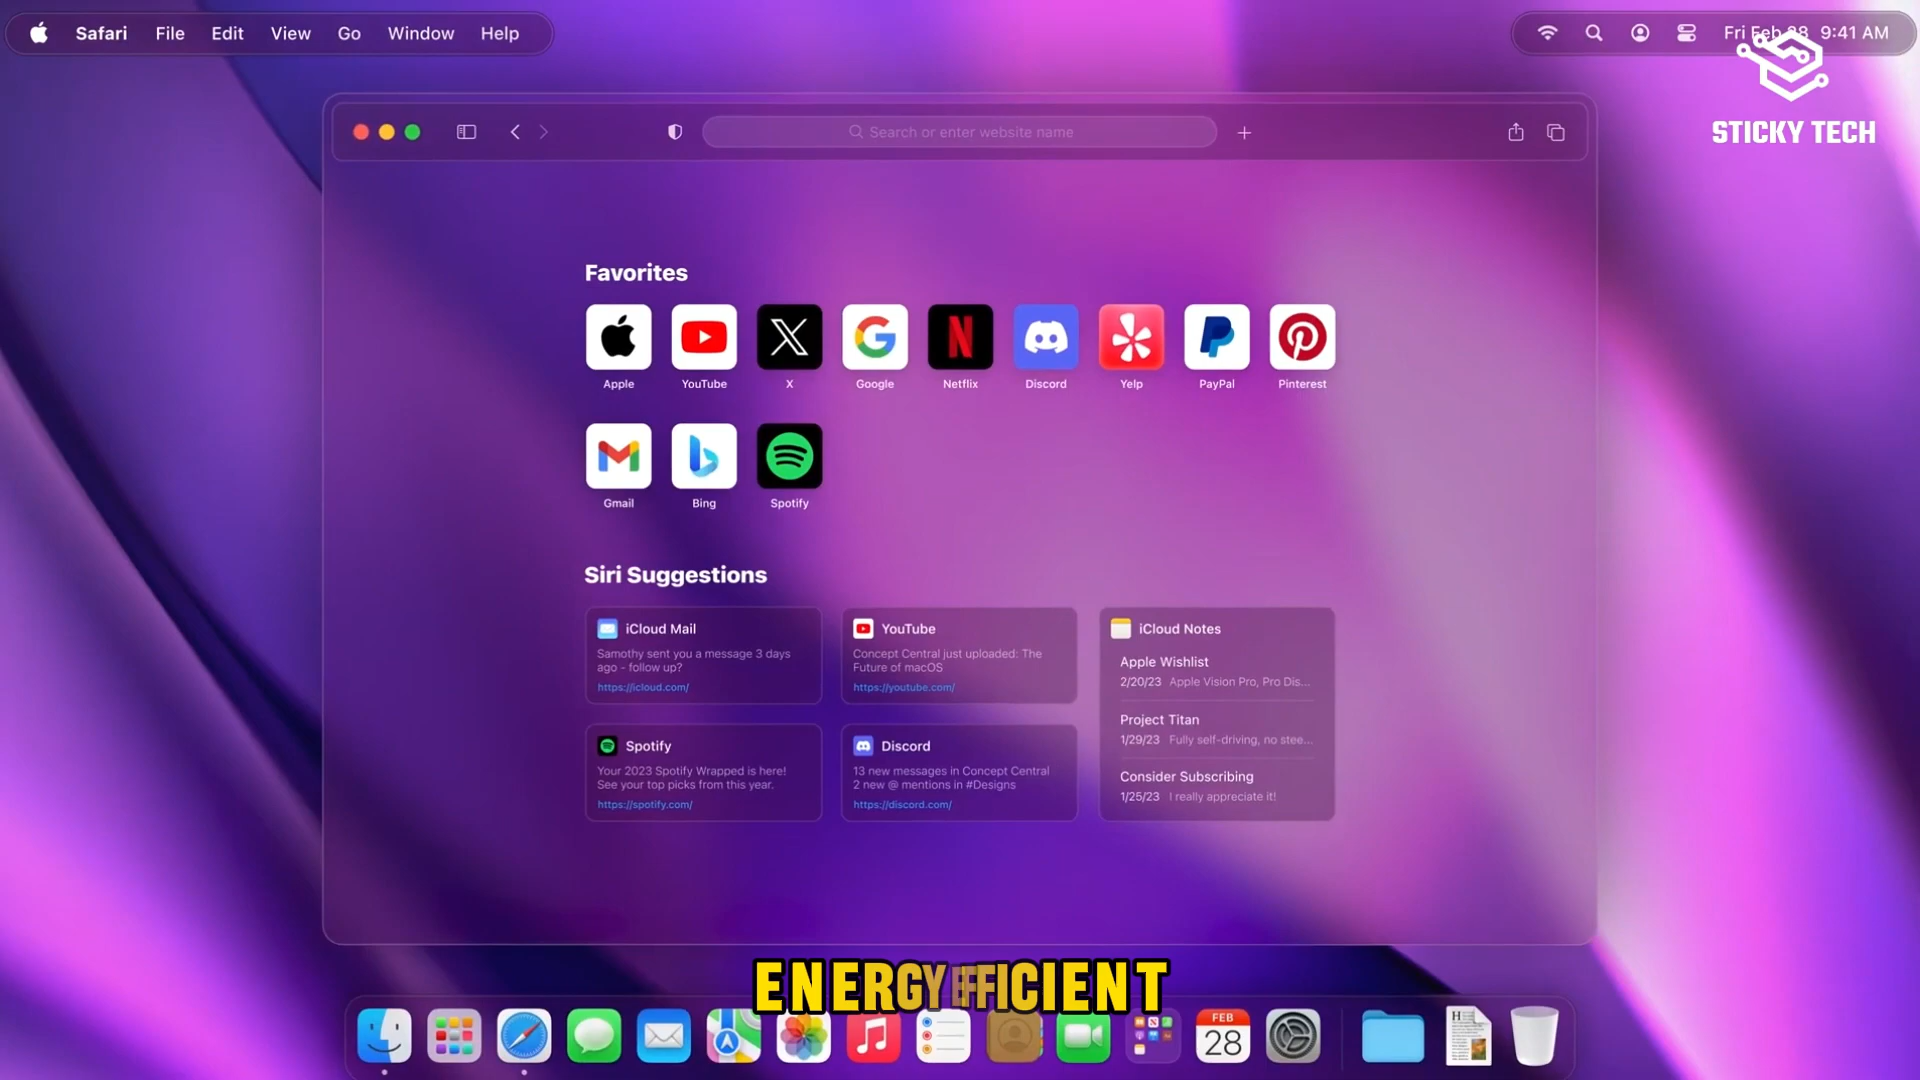 Safari File Edit View Go Window Help
Fri Feb 28 9:41 AM
STICKY TECH
Search or enter website name
Favorites
Apple YouTube X Google Netflix Discord Yelp PayPal Pinterest
Gmail Bing Spotify
Siri Suggestions
iCloud Mail
Samothy sent you a message 3 days
ago - follow up?
https://icloud.com/
YouTube
Concept Central just uploaded: The
Future of macOS
https://youtube.com/
iCloud Notes
Apple Wishlist
2/20/23 Apple Vision Pro, Pro Dis...
Project Titan
1/29/23 Fully self-driving, no stee...
Consider Subscribing
1/25/23 I really appreciate it!
Spotify
Your 2023 Spotify Wrapped is here!
See your top picks from this year.
https://spotify.com/
Discord
13 new messages in Concept Central
2 new @ mentions in #Designs
https://discord.com/
ENERGY EFFICIENT
FEB
28